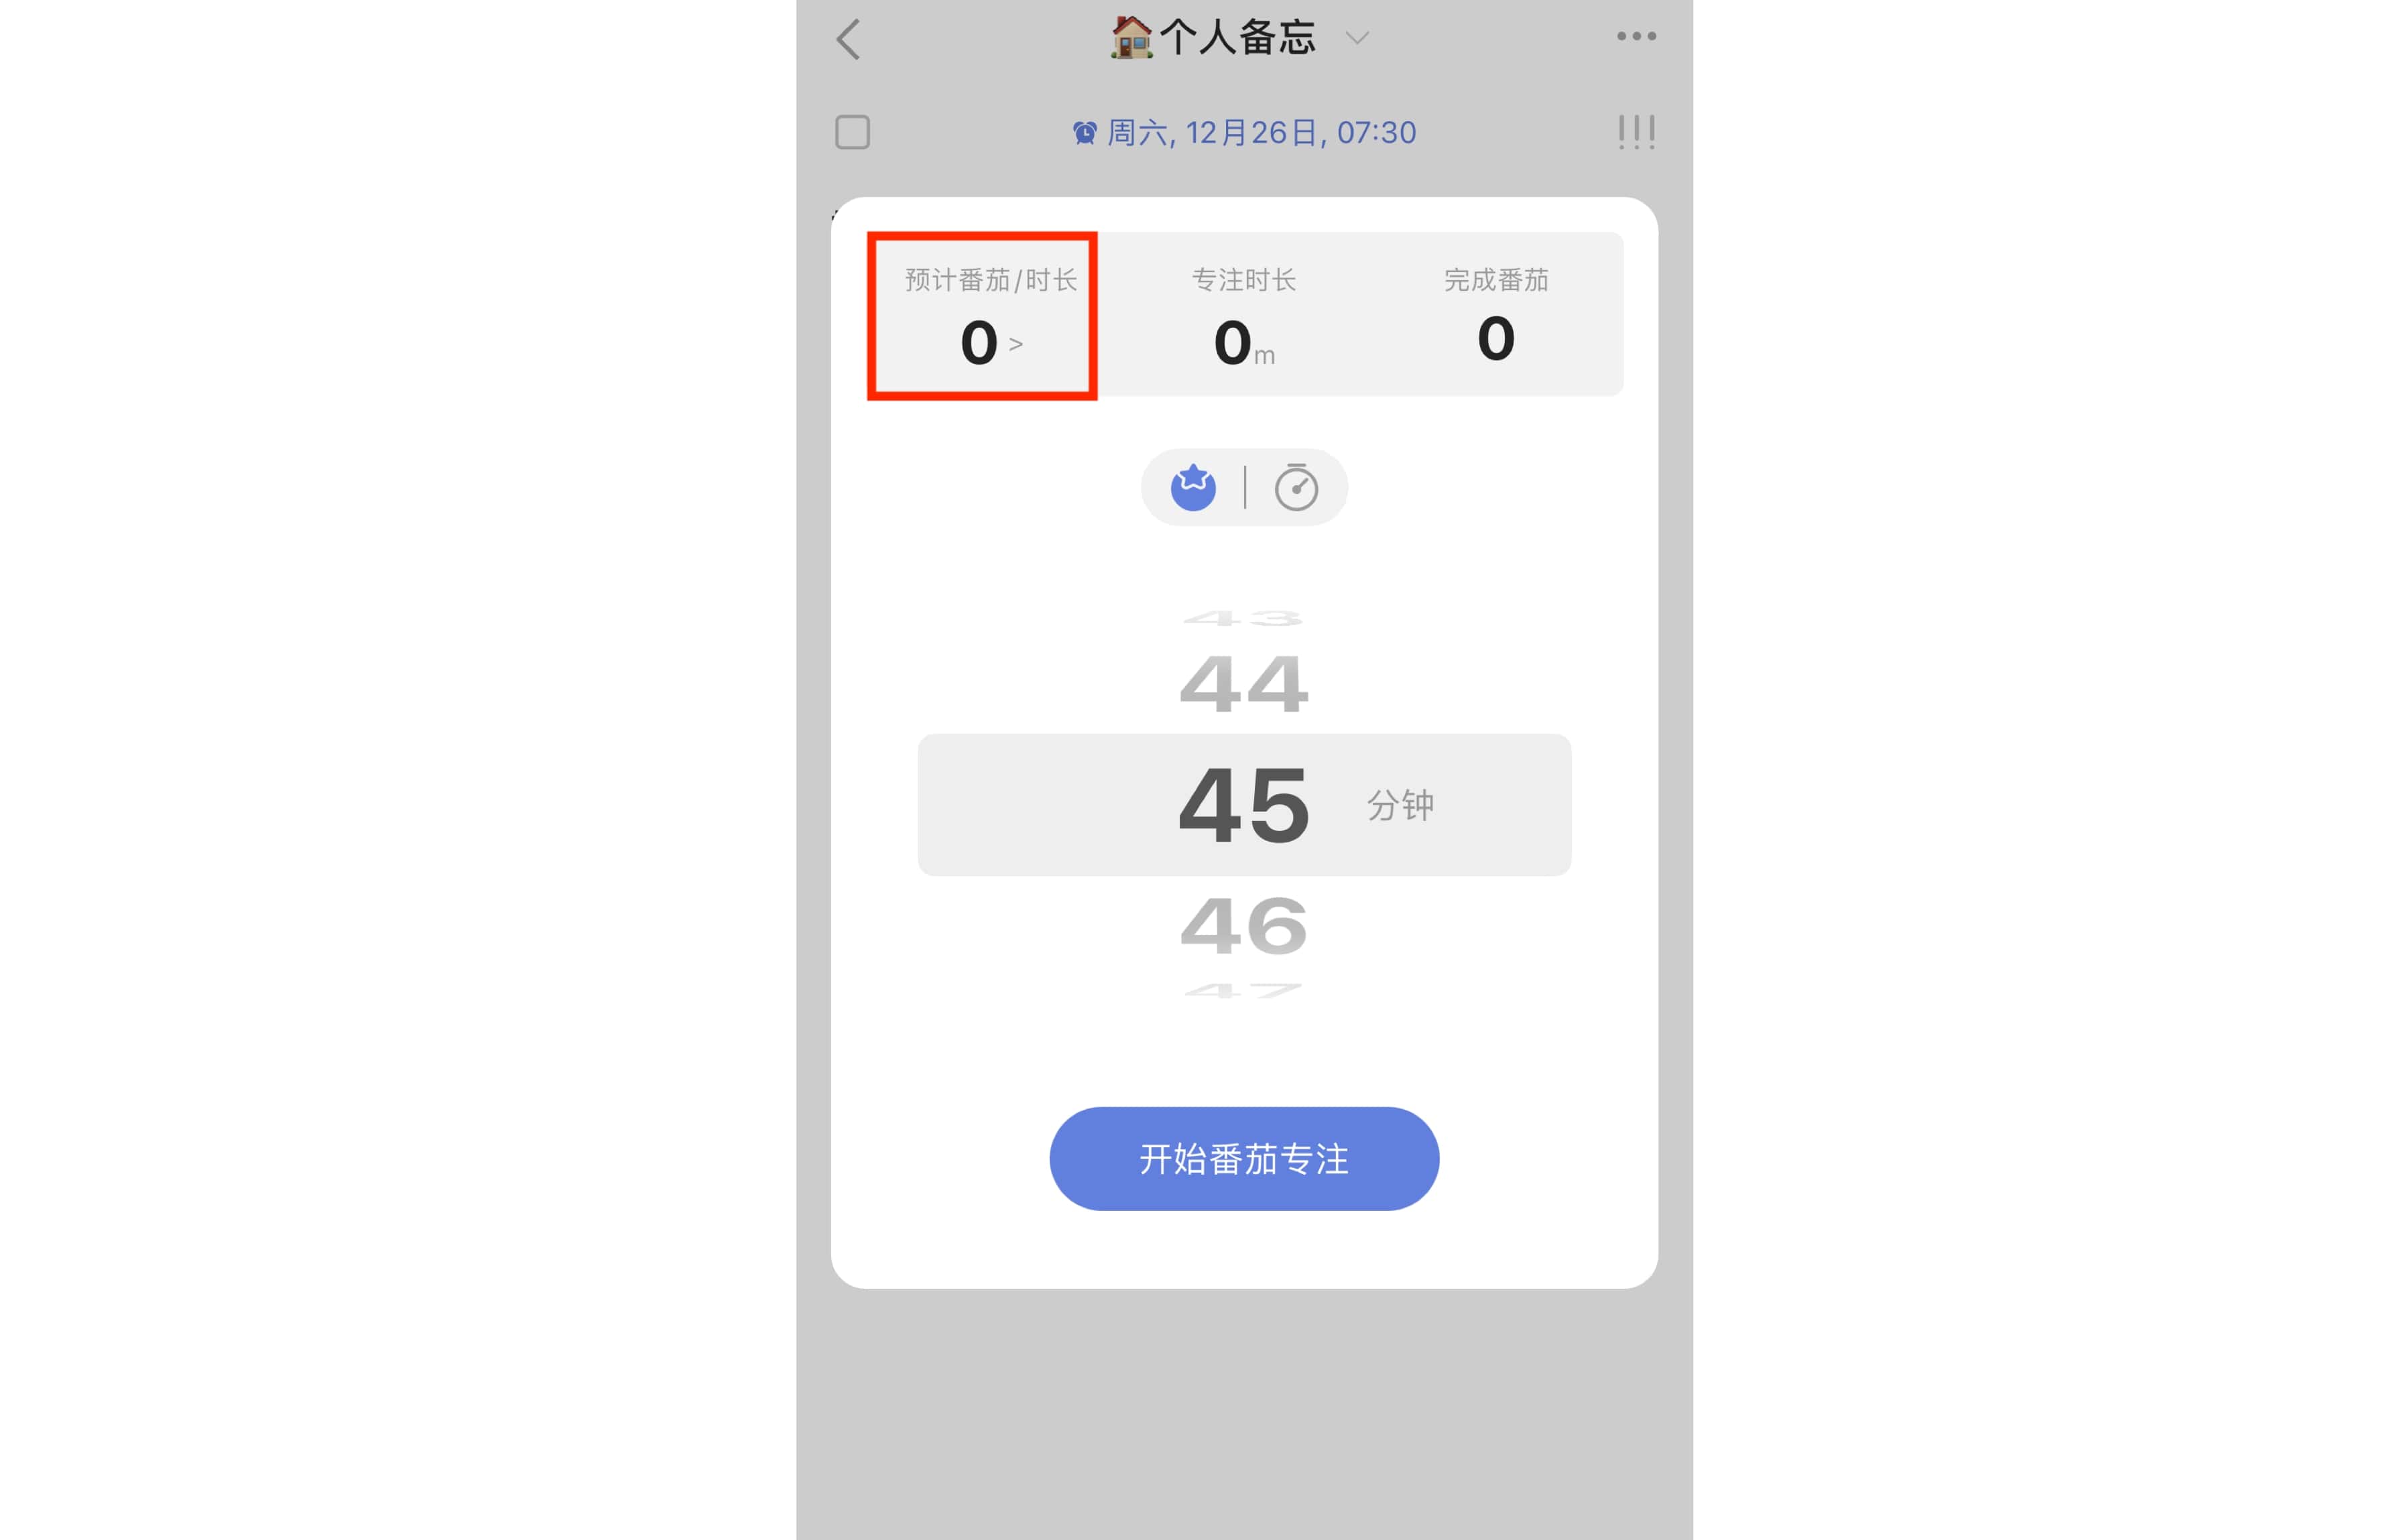 个人备忘
周六, 12月26日, 07:30
预计番茄/时长 专注时长 完成番茄
0 > 0m 0
43
44
45 分钟
46
47
开始番茄专注